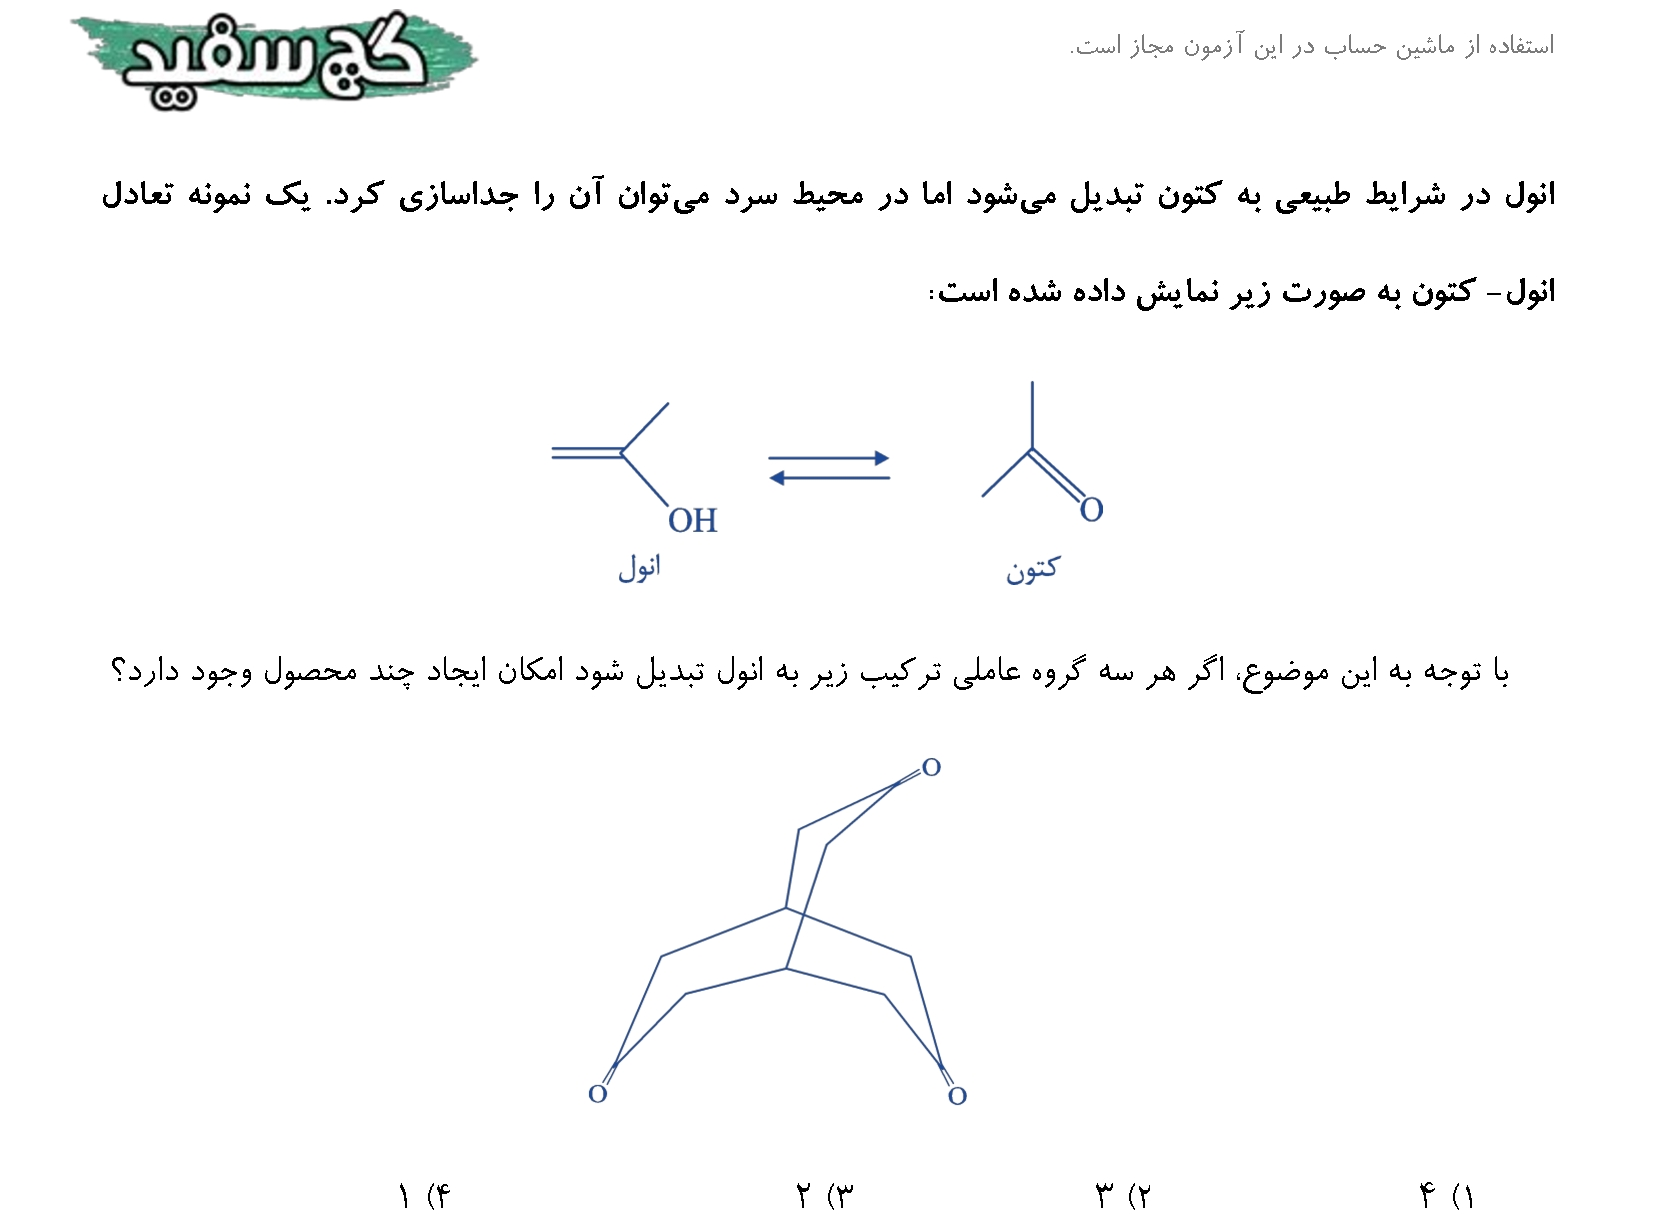 گچ سفید
استفاده از ماشین حساب در این آزمون مجاز است.
انول در شرایط طبیعی به کتون تبدیل می‌شود اما در محیط سرد می‌توان آن را جداسازی کرد. یک نمونه تعادل
انول- کتون به صورت زیر نمایش داده شده است:
OH
O
انول
کتون
با توجه به این موضوع، اگر هر سه گروه عاملی ترکیب زیر به انول تبدیل شود امکان ایجاد چند محصول وجود دارد؟
O
O
O
۱) ۴
۲) ۳
۳) ۲
۴) ۱